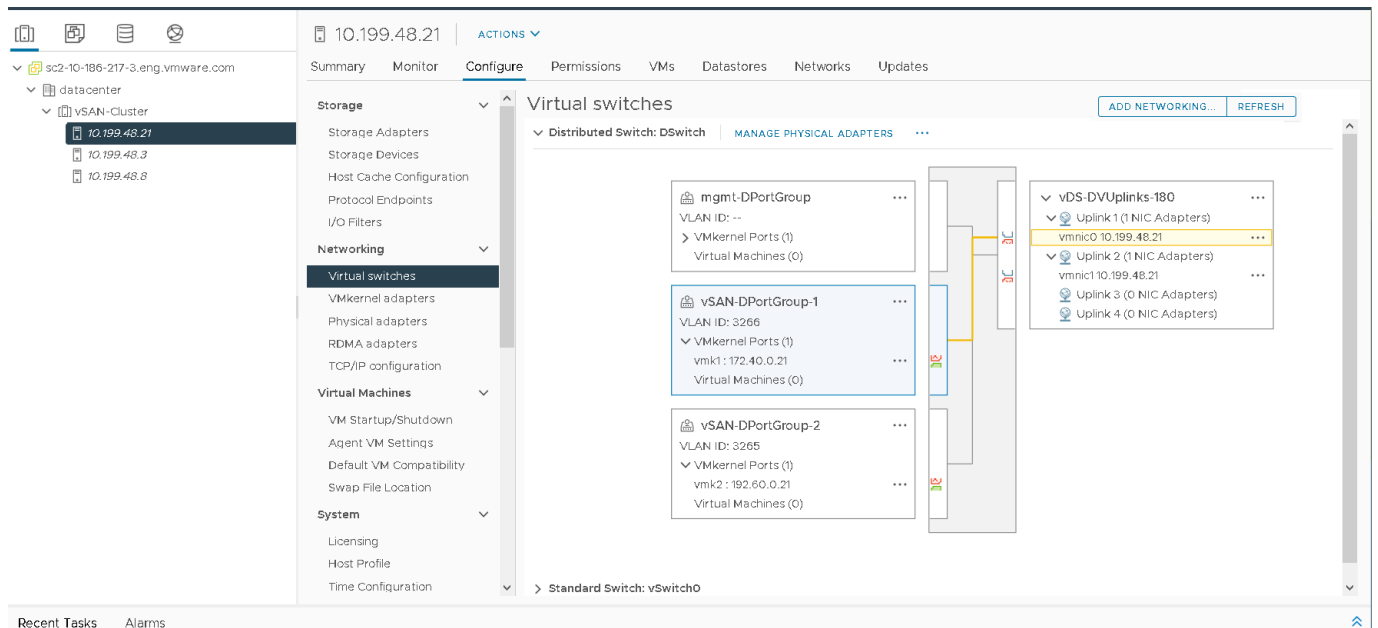 10.199.48.21
ACTIONS
sc2-10-186-217-3.eng.vmware.com
datacenter
vSAN-Cluster
10.199.48.21
10.199.48.3
10.199.48.8
Summary Monitor Configure Permissions VMs Datastores Networks Updates
Storage
Storage Adapters
Storage Devices
Host Cache Configuration
Protocol Endpoints
I/O Filters
Networking
Virtual switches
VMkernel adapters
Physical adapters
RDMA adapters
TCP/IP configuration
Virtual Machines
VM Startup/Shutdown
Agent VM Settings
Default VM Compatibility
Swap File Location
System
Licensing
Host Profile
Time Configuration
Virtual switches
ADD NETWORKING... REFRESH
Distributed Switch: DSwitch MANAGE PHYSICAL ADAPTERS ...
mgmt-DPortGroup ...
VLAN ID: --
VMkernel Ports (1)
Virtual Machines (0)
vSAN-DPortGroup-1 ...
VLAN ID: 3266
VMkernel Ports (1)
vmk1 : 172.40.0.21 ...
Virtual Machines (0)
vSAN-DPortGroup-2 ...
VLAN ID: 3265
VMkernel Ports (1)
vmk2 : 192.60.0.21 ...
Virtual Machines (0)
vDS-DVUplinks-180 ...
Uplink 1 (1 NIC Adapters)
vmnic0 10.199.48.21 ...
Uplink 2 (1 NIC Adapters)
vmnic1 10.199.48.21 ...
Uplink 3 (0 NIC Adapters)
Uplink 4 (0 NIC Adapters)
Standard Switch: vSwitch0
Recent Tasks Alarms